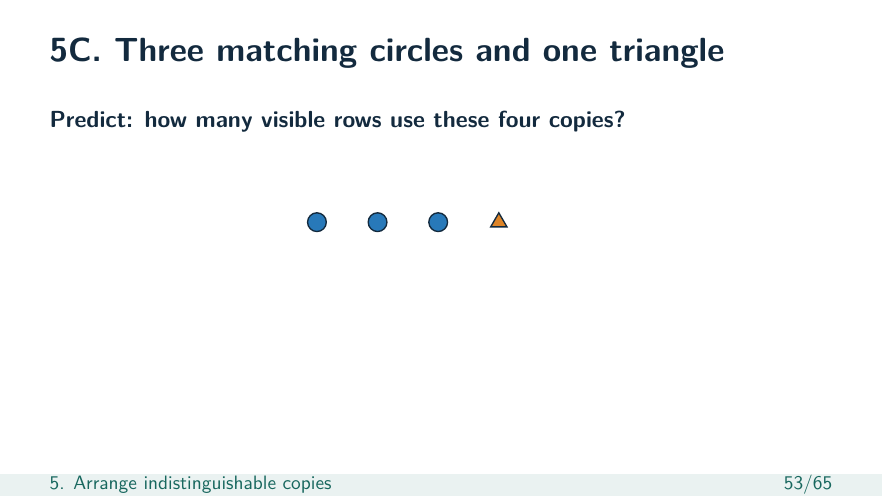 5C. Three matching circles and one triangle
Predict: how many visible rows use these four copies?
5. Arrange indistinguishable copies
53/65